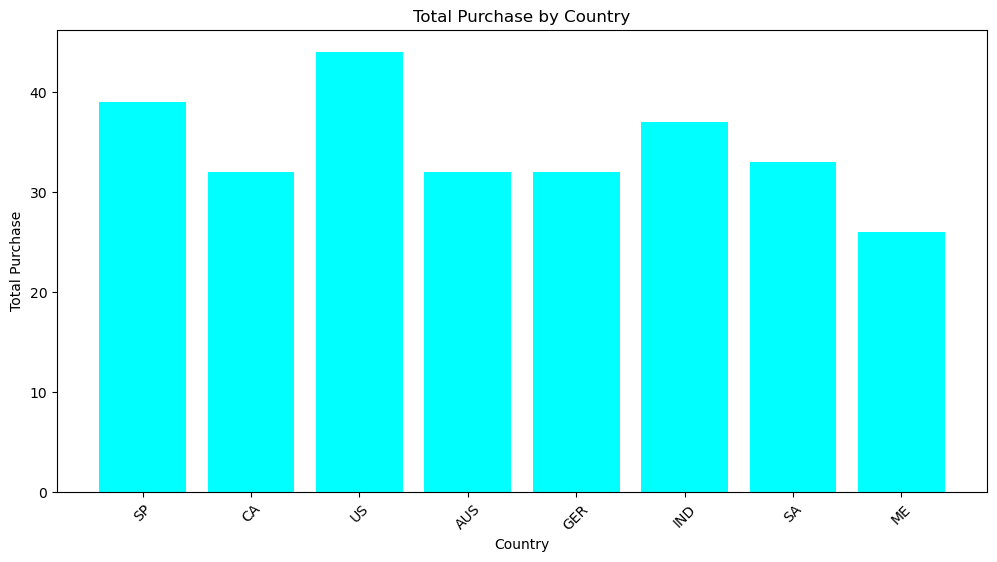 Total Purchase by Country
Total Purchase
40
30
20
10
0
SP CA US AUS GER IND SA ME
Country